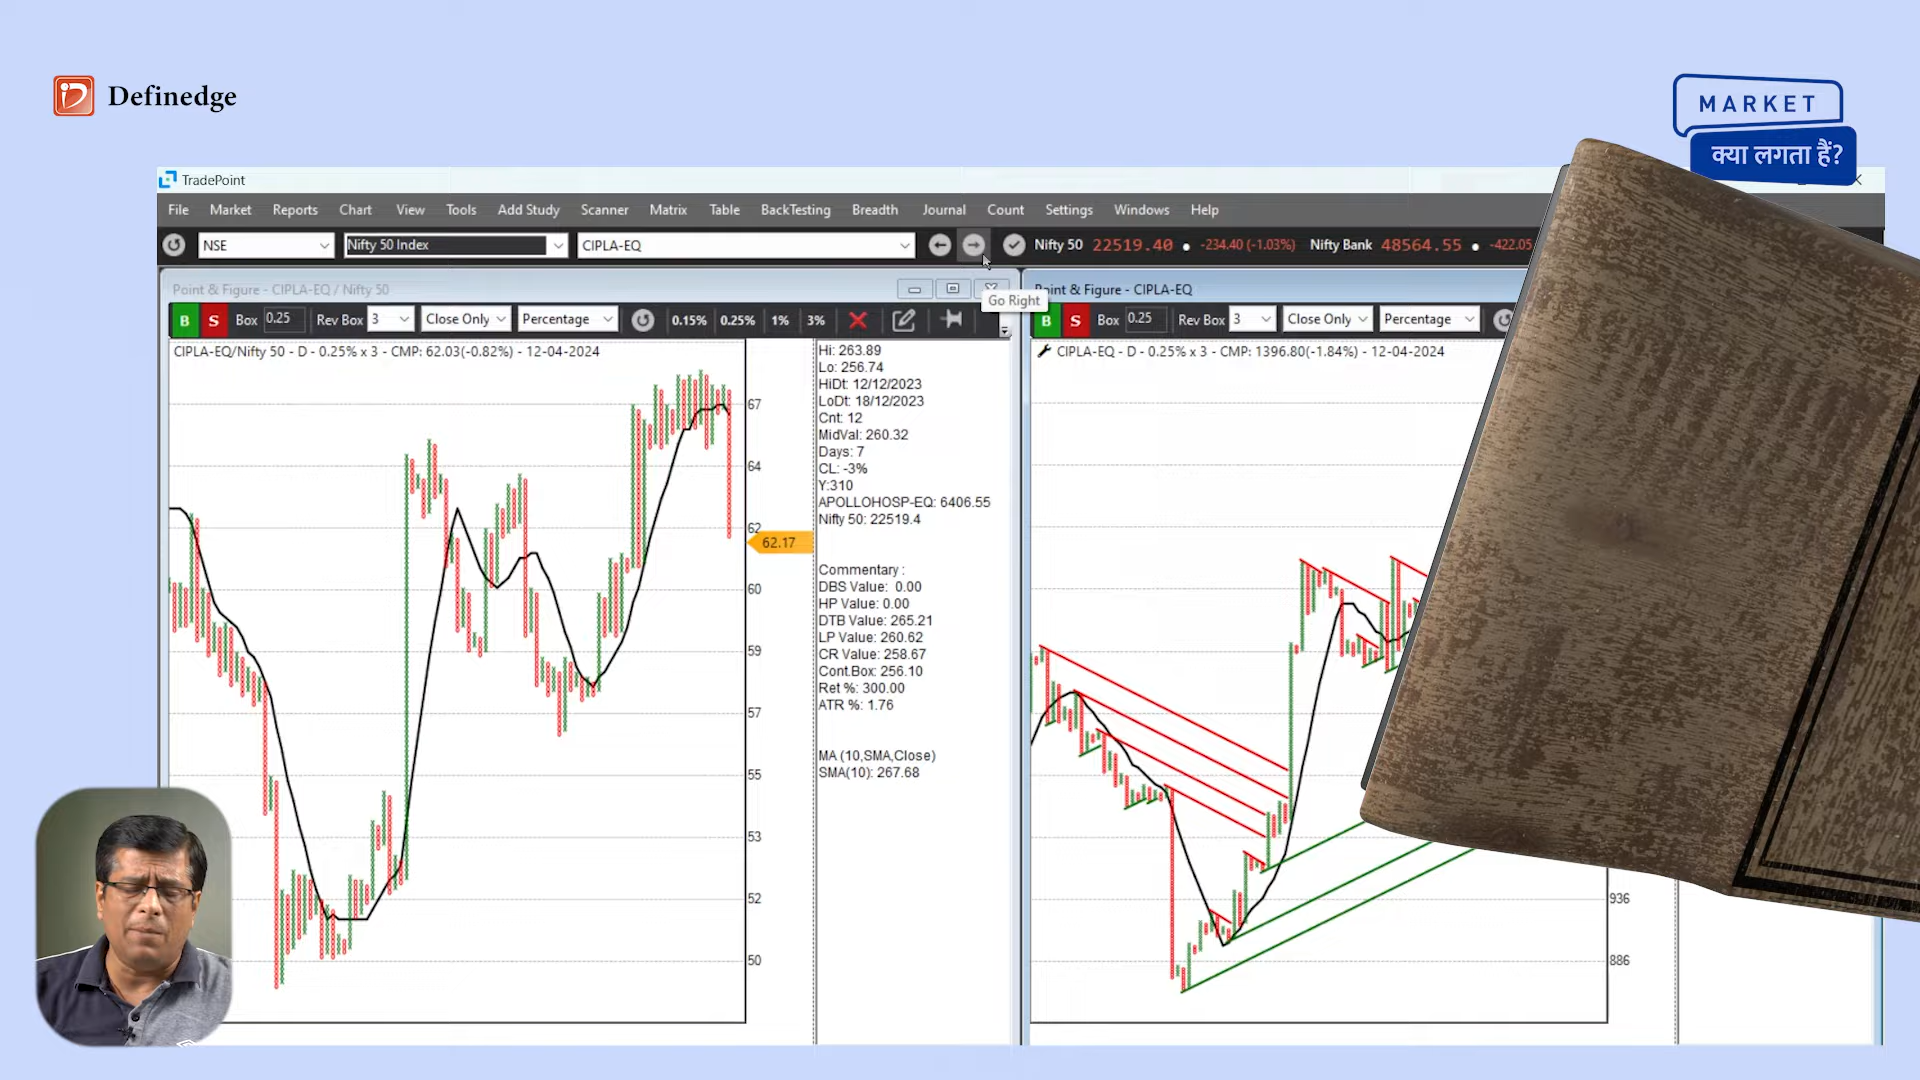 Definedge
MARKET
क्या लगता हैं?
TradePoint
File Market Reports Chart View Tools Add Study Scanner Matrix Table BackTesting Breadth Journal Count Settings Windows Help
NSE Nifty 50 Index CIPLA-EQ Nifty 50 22519.40 -234.40 (-1.03%) Nifty Bank 48564.55 -422.05
Point & Figure - CIPLA-EQ / Nifty 50
Go Right
Point & Figure - CIPLA-EQ
B S Box 0.25 Rev Box 3 Close Only Percentage 0.15% 0.25% 1% 3%
B S Box 0.25 Rev Box 3 Close Only Percentage
CIPLA-EQ/Nifty 50 - D - 0.25% x 3 - CMP: 62.03(-0.82%) - 12-04-2024
67
64
62
62.17
60
59
57
55
53
52
50
Hi: 263.89
Lo: 256.74
HiDt: 12/12/2023
LoDt: 18/12/2023
Cnt: 12
MidVal: 260.32
Days: 7
CL: -3%
Y:310
APOLLOHOSP-EQ: 6406.55
Nifty 50: 22519.4
Commentary :
DBS Value: 0.00
HP Value: 0.00
DTB Value: 265.21
LP Value: 260.62
CR Value: 258.67
Cont.Box: 256.10
Ret %: 300.00
ATR %: 1.76
MA (10,SMA,Close)
SMA(10): 267.68
CIPLA-EQ - D - 0.25% x 3 - CMP: 1396.80(-1.84%) - 12-04-2024
936
886